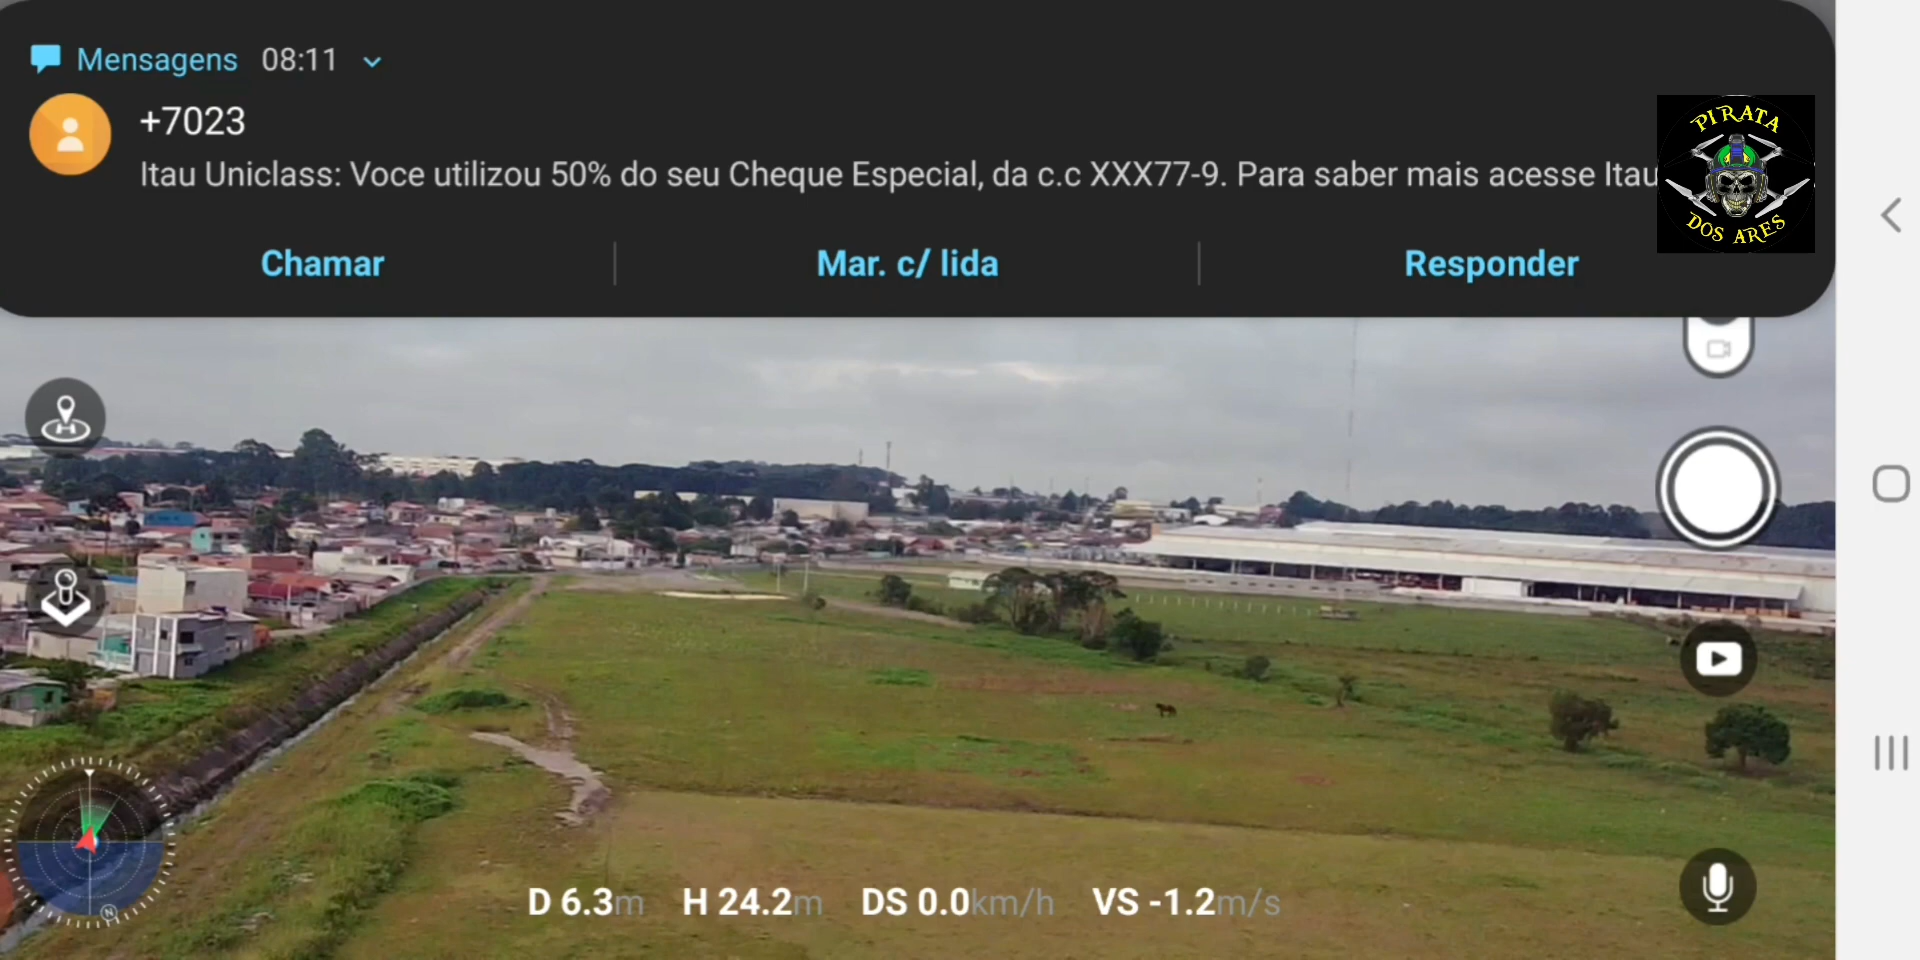 Mensagens 08:11
+7023
Itau Uniclass: Voce utilizou 50% do seu Cheque Especial, da c.c XXX77-9. Para saber mais acesse Itau
PIRATA
DOS ARES
Chamar Mar. c/ lida Responder
H
N
D 6.3m H 24.2m DS 0.0km/h VS -1.2m/s